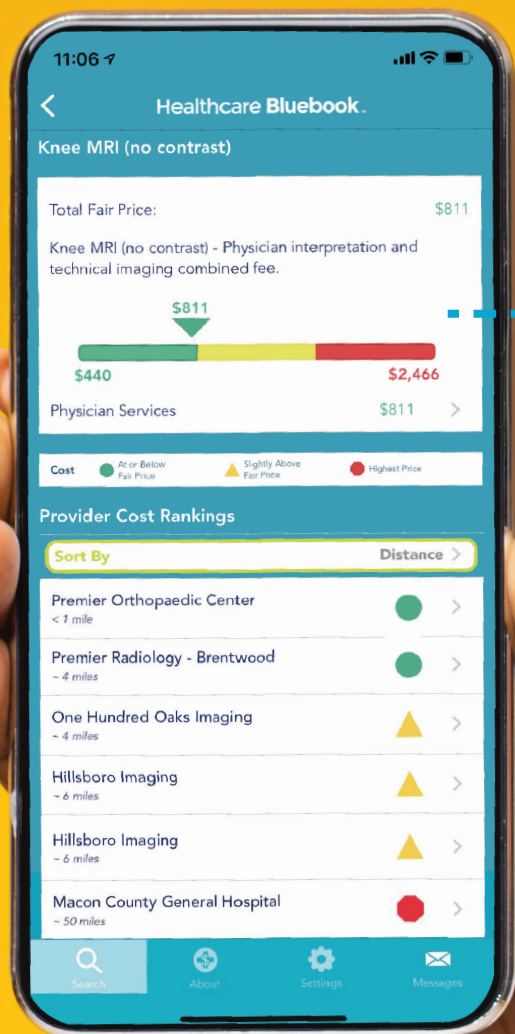 11:06
Healthcare Bluebook™
Knee MRI (no contrast)
Total Fair Price: $811
Knee MRI (no contrast) - Physician interpretation and
technical imaging combined fee.
$811
$440 $2,466
Physician Services $811
Cost At or Below Fair Price Slightly Above Fair Price Highest Price
Provider Cost Rankings
Sort By Distance
Premier Orthopaedic Center
< 1 mile
Premier Radiology - Brentwood
~ 4 miles
One Hundred Oaks Imaging
~ 4 miles
Hillsboro Imaging
~ 6 miles
Hillsboro Imaging
~ 6 miles
Macon County General Hospital
~ 50 miles
Search About Settings Messages